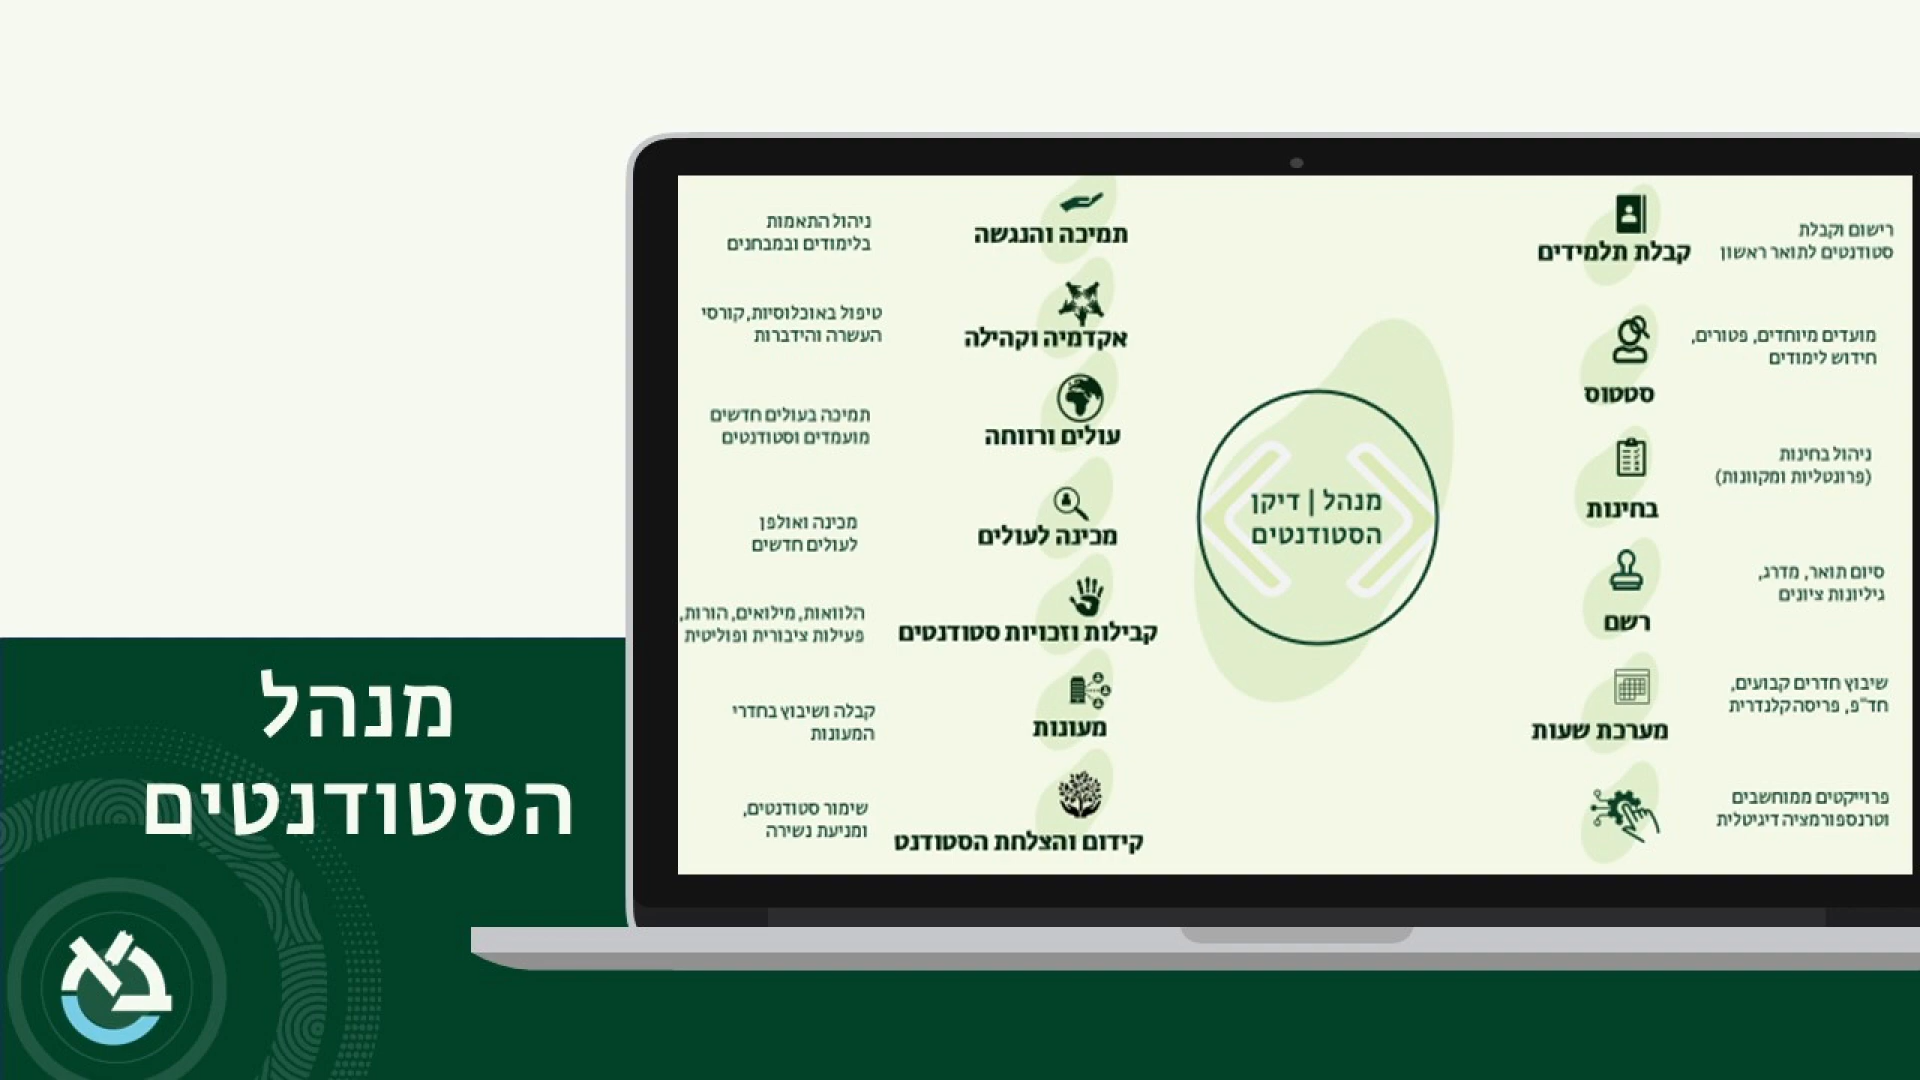 מנהל
הסטודנטים
בא
מנהל | דיקן
הסטודנטים
קבלת תלמידים
רישום וקבלת
סטודנטים לתואר ראשון
סטטוס
מועדים מיוחדים, פטורים,
חידוש לימודים
בחינות
ניהול בחינות
(פרונטליות ומקוונות)
רשם
סיום תואר, מדרג,
גיליונות ציונים
מערכת שעות
שיבוץ חדרים קבועים,
חד"פ, פריסה קלנדרית
פרוייקטים ממוחשבים
וטרנספורמציה דיגיטלית
תמיכה והנגשה
ניהול התאמות
בלימודים ובמבחנים
אקדמיה וקהילה
טיפול באוכלוסיות, קורסי
העשרה והידברות
עולים ורווחה
תמיכה בעולים חדשים
מועמדים וסטודנטים
מכינה לעולים
מכינה ואולפן
לעולים חדשים
קבילות וזכויות סטודנטים
הלוואות, מילואים, הורות,
פעילות ציבורית ופוליטית
מעונות
קבלה ושיבוץ בחדרי
המעונות
קידום והצלחת הסטודנט
שימור סטודנטים,
ומניעת נשירה